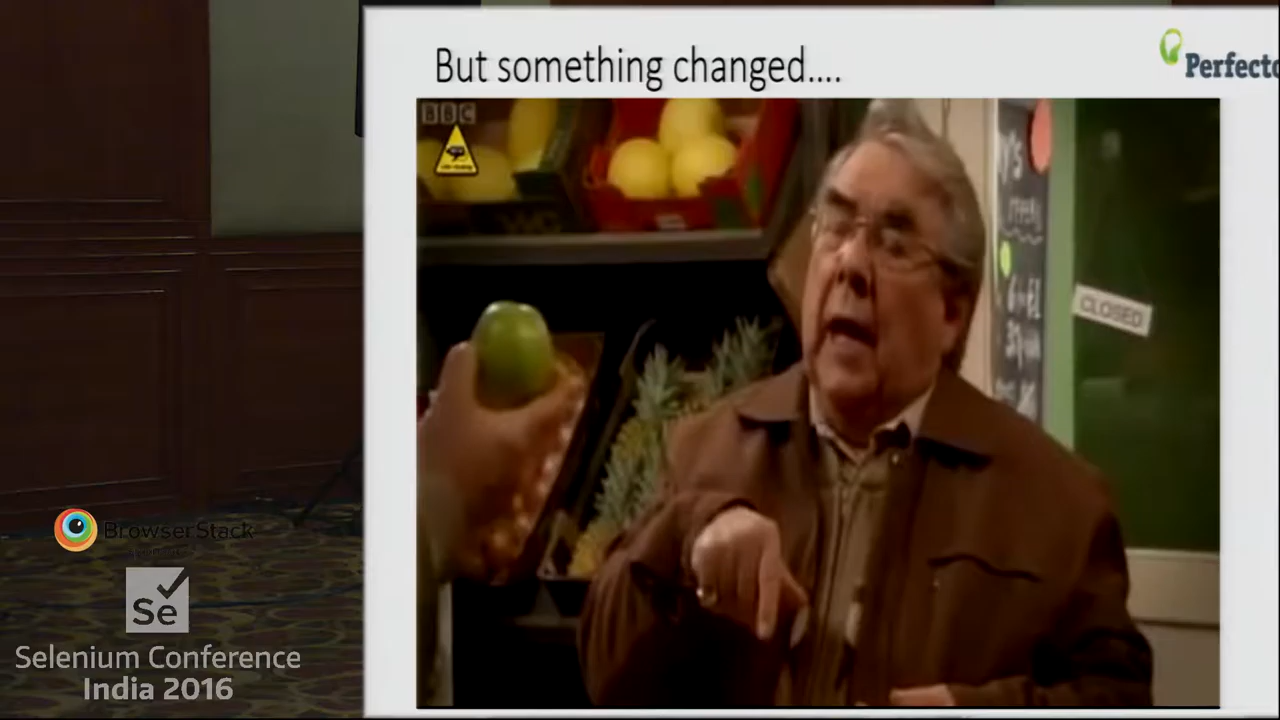 But something changed....
Perfecto
BBC
CLOSED
BrowserStack
Se
Selenium Conference
India 2016